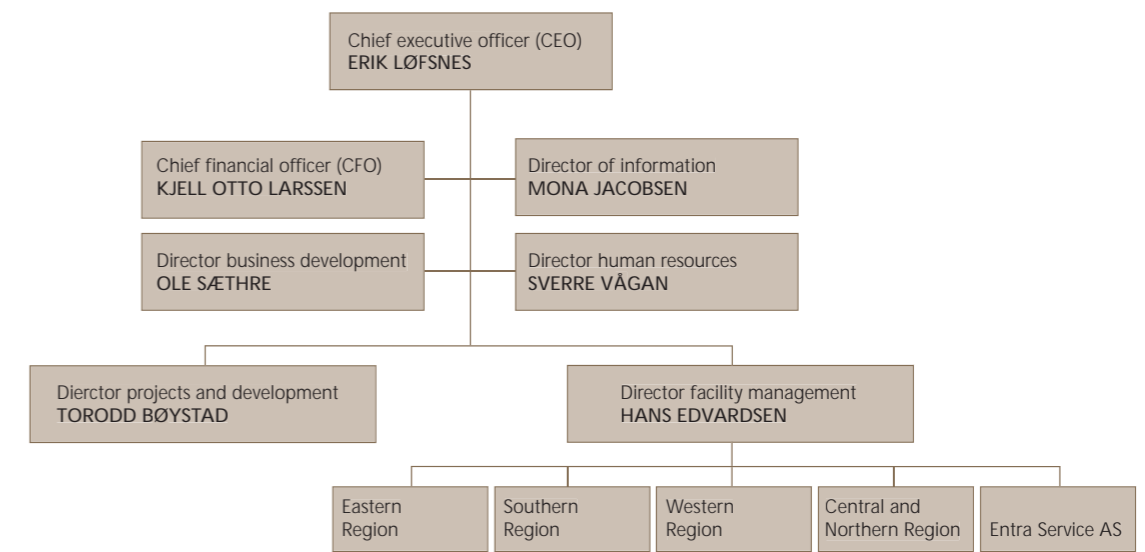 Chief executive officer (CEO)
ERIK LØFSNES
Chief financial officer (CFO)
KJELL OTTO LARSSEN
Director of information
MONA JACOBSEN
Director business development
OLE SÆTHRE
Director human resources
SVERRE VÅGAN
Dierctor projects and development
TORODD BØYSTAD
Director facility management
HANS EDVARDSEN
Eastern
Region
Southern
Region
Western
Region
Central and
Northern Region
Entra Service AS